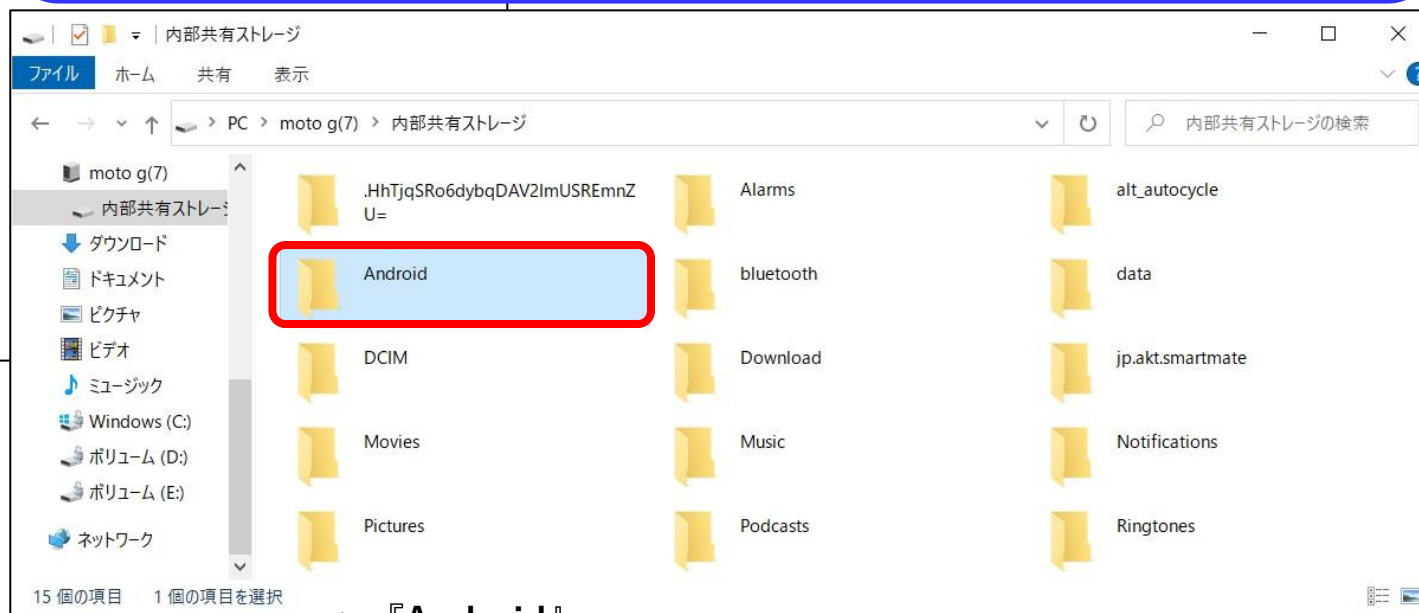 内部共有ストレージ
ファイル ホーム 共有 表示
PC > moto g(7) > 内部共有ストレージ 内部共有ストレージの検索
moto g(7)
内部共有ストレージ
ダウンロード
ドキュメント
ピクチャ
ビデオ
ミュージック
Windows (C:)
ボリューム (D:)
ボリューム (E:)
ネットワーク
.HhTjqSRo6dybqDAV2ImUSREmnZ
U=
Alarms
alt_autocycle
Android
bluetooth
data
DCIM
Download
jp.akt.smartmate
Movies
Music
Notifications
Pictures
Podcasts
Ringtones
15 個の項目 1 個の項目を選択
『Android』